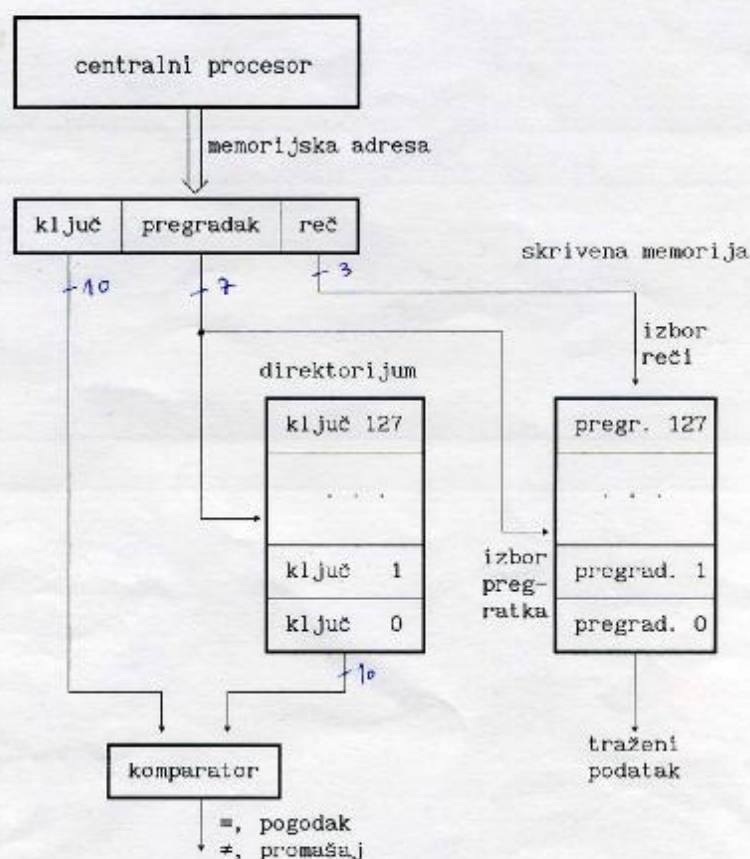 centralni procesor
memorijska adresa
ključ pregradak reč
10 7 3
skrivena memorija
izbor
reči
direktorijum
ključ 127
. . .
ključ 1
ključ 0
pregr. 127
. . .
pregrad. 1
pregrad. 0
izbor
preg-
ratka
10
komparator
traženi
podatak
=, pogodak
≠, promašaj